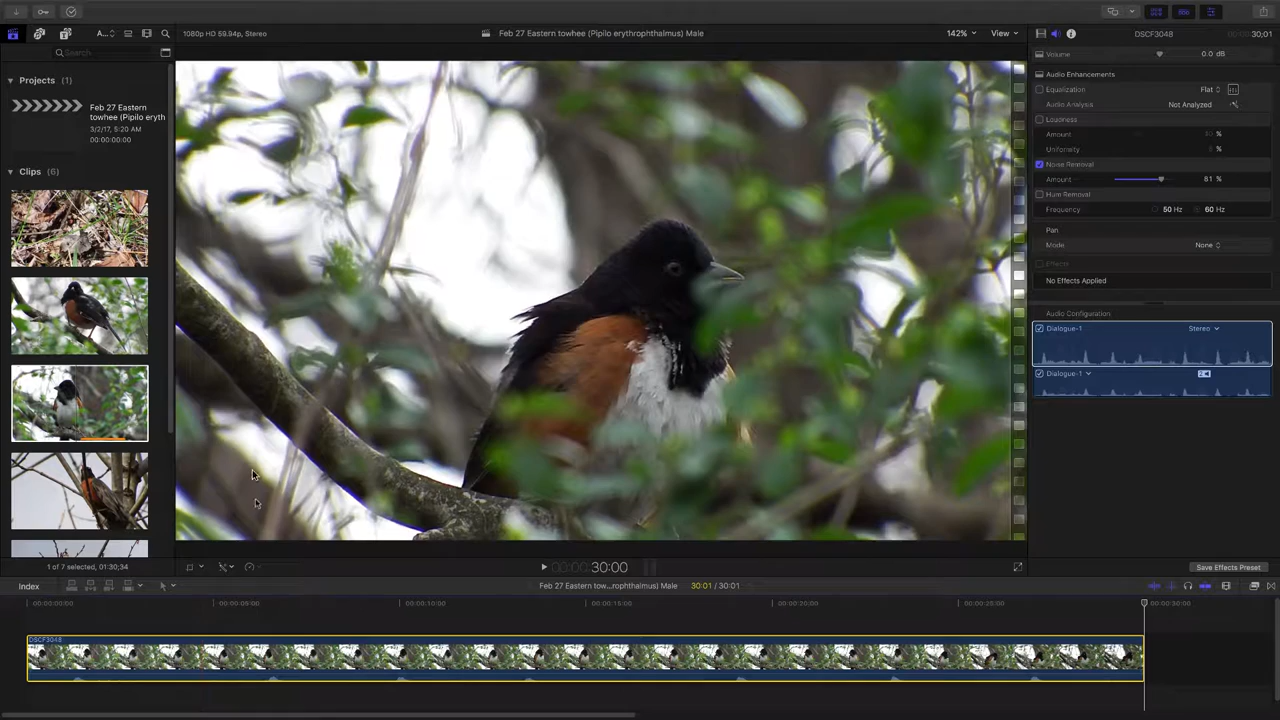 1080p HD 59.94p, Stereo
Feb 27 Eastern towhee (Pipilo erythrophthalmus) Male
142%
View
DSCF3048
30;01
A...
Search
Projects (1)
Feb 27 Eastern
towhee (Pipilo eryth
3/2/17, 5:20 AM
00:00:00:00
Clips (6)
1 of 7 selected, 01:30;34
Volume
0.0 dB
Audio Enhancements
Equalization
Flat
Audio Analysis
Not Analyzed
Loudness
Amount
%
Uniformity
%
Noise Removal
Amount
81 %
Hum Removal
Frequency
50 Hz
60 Hz
Pan
Mode
None
Effects
No Effects Applied
Audio Configuration
Dialogue-1
Stereo
Dialogue-1
Save Effects Preset
30:00
Index
Feb 27 Eastern tow...rophthalmus) Male
30:01 / 30:01
00:00:00:00
00:00:05:00
00:00:10:00
00:00:15:00
00:00:20:00
00:00:25:00
00:00:30:00
DSCF3048